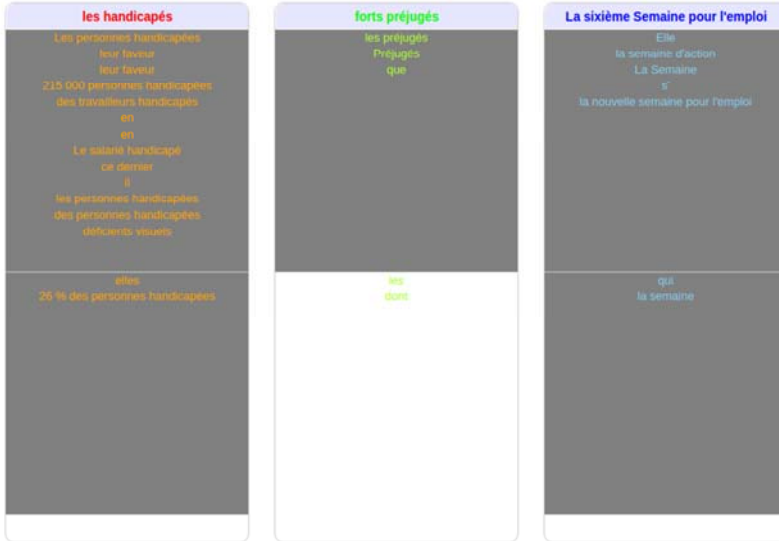 les handicapés
Les personnes handicapées
leur faveur
leur faveur
215 000 personnes handicapées
des travailleurs handicapés
en
en
Le salarié handicapé
ce dernier
il
les personnes handicapées
des personnes handicapées
déficients visuels
elles
26 % des personnes handicapées
forts préjugés
les préjugés
Préjugés
que
les
dont
La sixième Semaine pour l'emploi
Elle
la semaine d'action
La Semaine
s'
la nouvelle semaine pour l'emploi
qui
la semaine